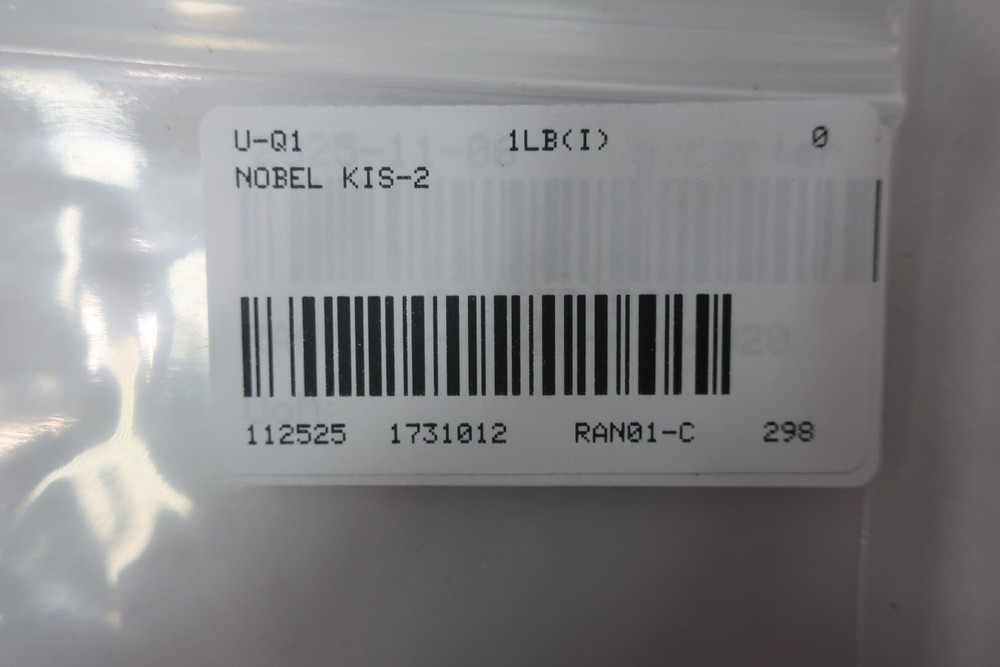 U-Q1 1LB(I) 0
NOBEL KIS-2
112525 1731012 RAN01-C 298